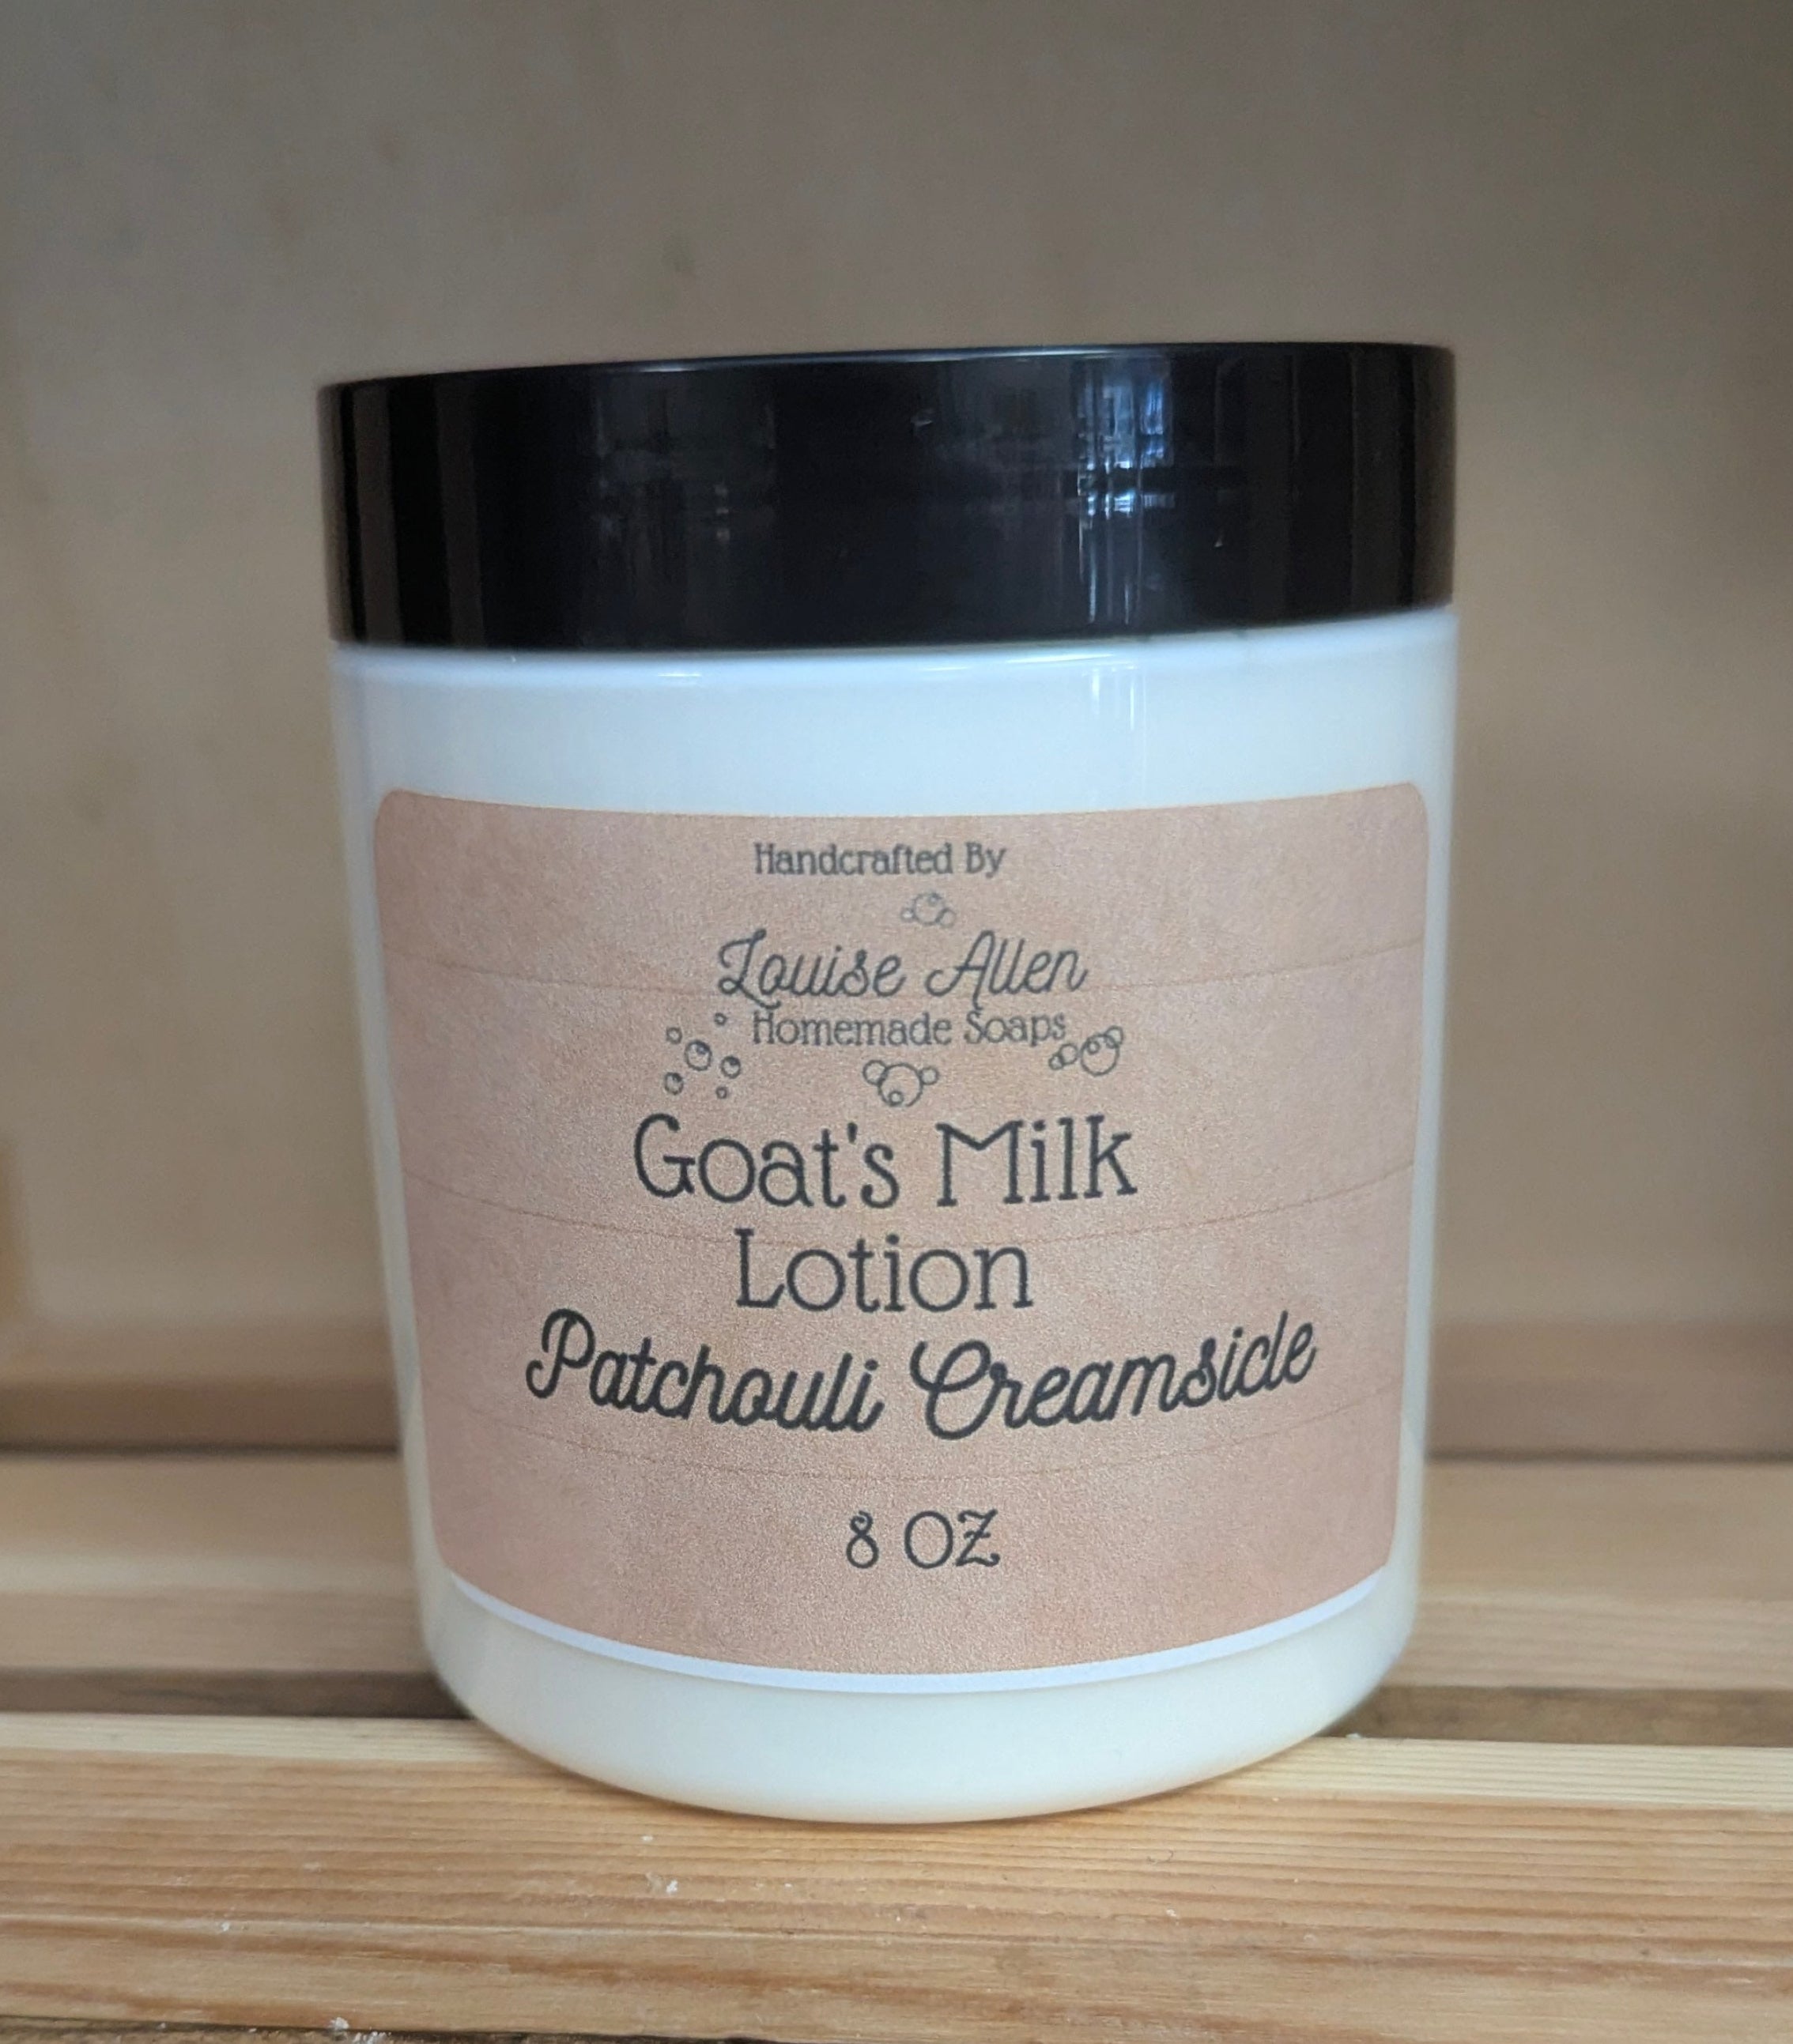 Handcrafted By
Louise Allen
Homemade Soaps
Goat's Milk
Lotion
Patchouli Creamsicle
8 OZ